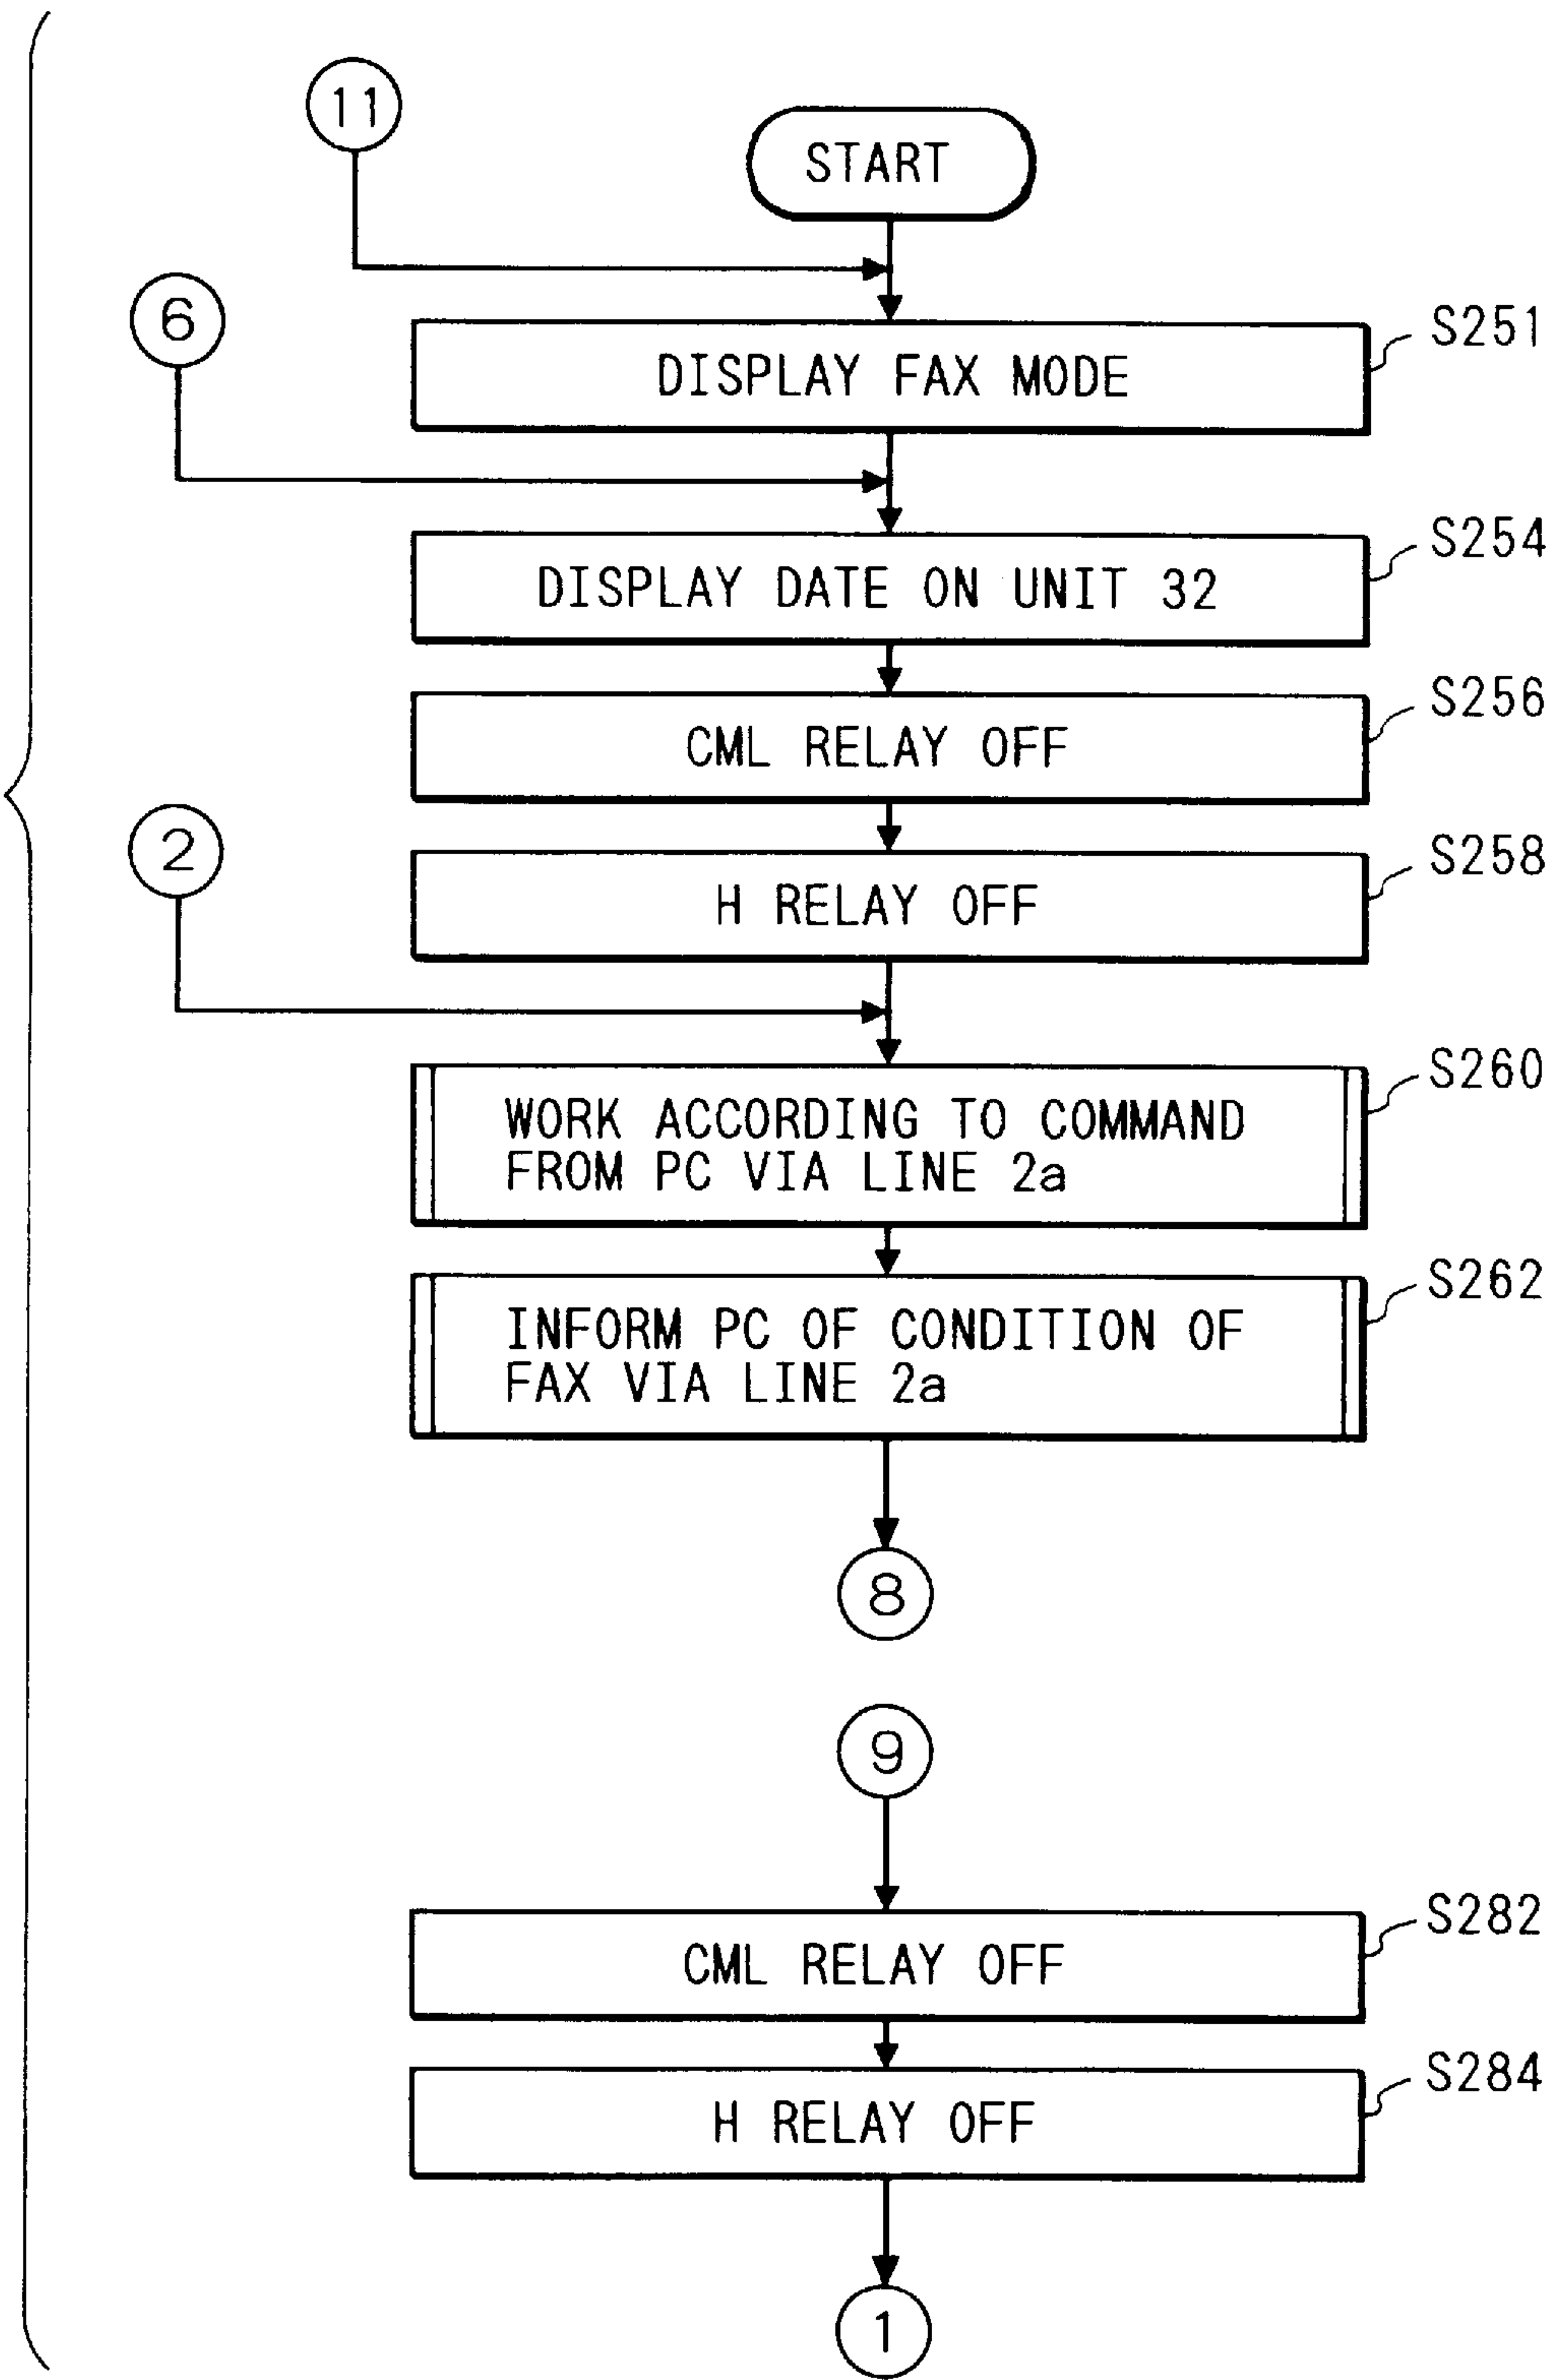 11
START
6
DISPLAY FAX MODE
S251
DISPLAY DATE ON UNIT 32
S254
CML RELAY OFF
S256
2
H RELAY OFF
S258
WORK ACCORDING TO COMMAND
FROM PC VIA LINE 2a
S260
INFORM PC OF CONDITION OF
FAX VIA LINE 2a
S262
8
9
CML RELAY OFF
S282
H RELAY OFF
S284
1